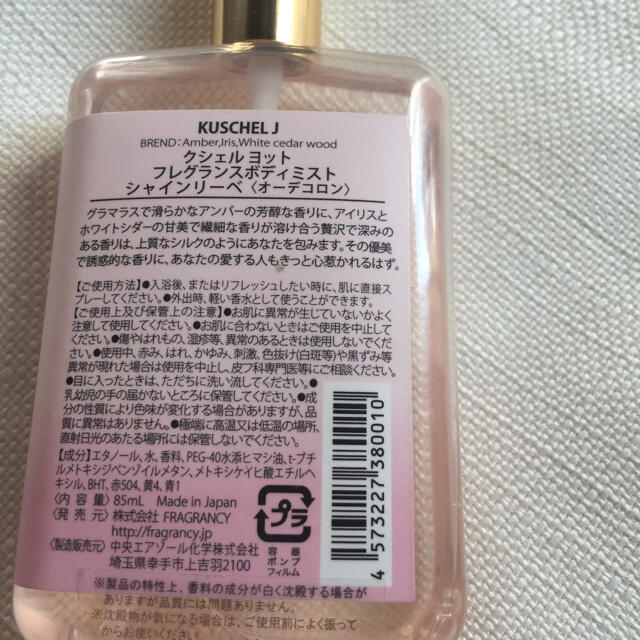 KUSCHEL J
BREND:Amber,Iris,White cedar wood
クシェル ヨット
フレグランスボディミスト
シャインリーベ〈オーデコロン〉
グラマラスで滑らかなアンバーの芳醇な香りに、アイリスと
ホワイトシダーの甘美で繊細な香りが溶け合う贅沢で深みの
ある香りは、上質なシルクのようにあなたを包みます。その優美
で誘惑的な香りに、あなたの愛する人もきっと心惹かれるはず。
【ご使用方法】●入浴後、またはリフレッシュしたい時に、肌に直接ス
プレーしてください。●外出時、軽い香水として使うことができます。
【ご使用上及び保管上の注意】●お肌に異常が生じていないかよく
注意して使用してください。●お肌に合わないときはご使用を中止して
ください。●傷やはれもの、湿疹等、異常のあるときは使用しないでくだ
さい。●使用中、赤み、はれ、かゆみ、刺激、色抜け(白斑等)や黒ずみ等の
異常が現れた場合は使用を中止し、皮フ科専門医等にご相談ください。
●目に入ったときは、ただちに洗い流してください。●
乳幼児の手の届かないところに保管してください。●成
分の性質により色味が変化する場合がありますが、品
質に異常はありません。●極端に高温又は低温の場所、
直射日光のあたる場所には保管しないでください。
【成分】エタノール、水、香料、PEG-40水添ヒマシ油、t-ブチ
ルメトキシジベンゾイルメタン、メトキシケイヒ酸エチルヘ
キシル、BHT、赤504、黄4、青1
〈内 容 量〉 85mL Made in Japan
〈発 売 元〉 株式会社 FRAGRANCY
http://fragrancy.jp
〈製造販売元〉 中央エアゾール化学株式会社
埼玉県幸手市上吉羽2100
プラ
容器
ポンプ
フィルム
4 573227 380010
※製品の特性上、香料の成分が白く沈殿する場合が
ありますが品質には問題ありません。
※沈殿物が気になる場合は、ご使用前によく振って
からお使いください。